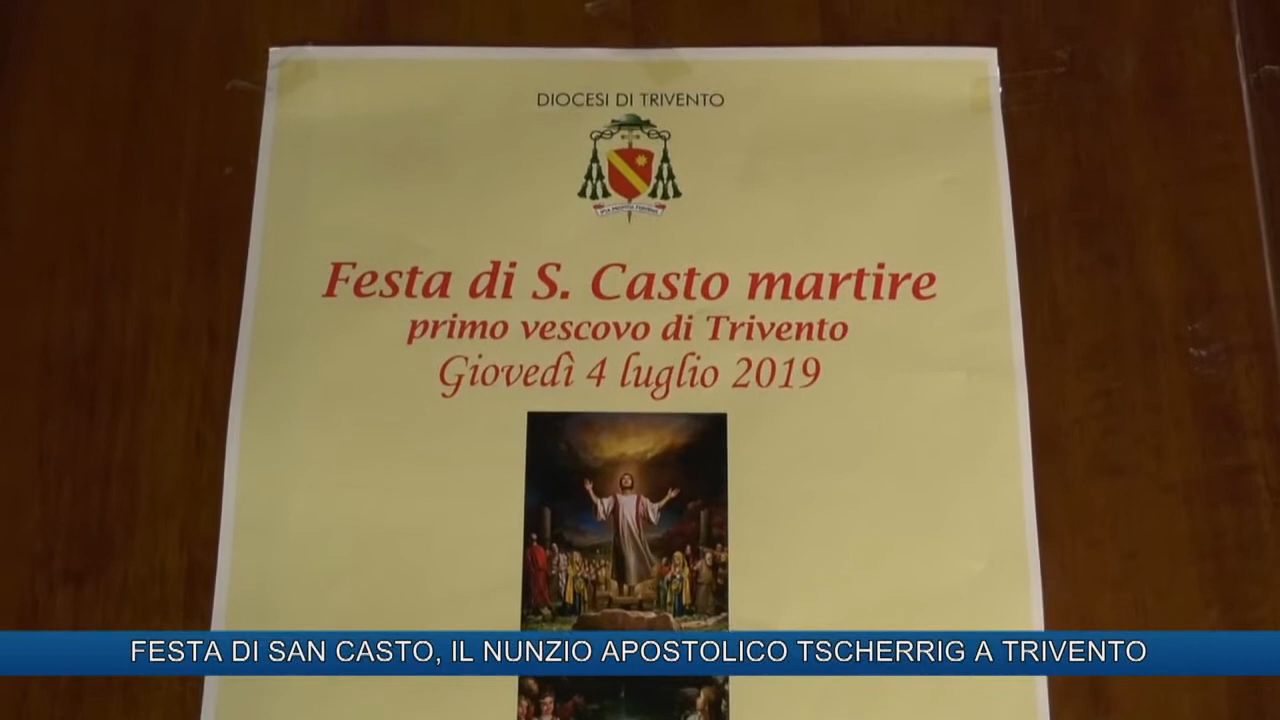 DIOCESI DI TRIVENTO
Festa di S. Casto martire
primo vescovo di Trivento
Giovedì 4 luglio 2019
FESTA DI SAN CASTO, IL NUNZIO APOSTOLICO TSCHERRIG A TRIVENTO